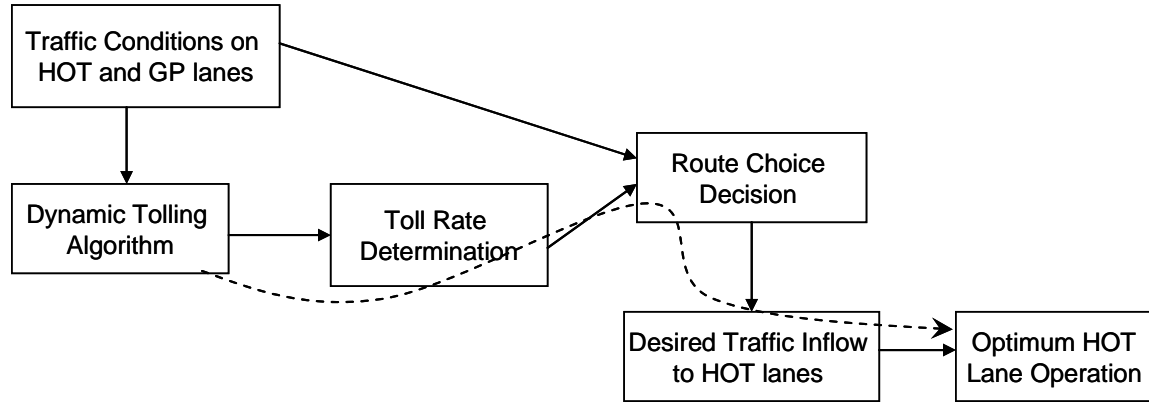 Traffic Conditions on
HOT and GP lanes
Dynamic Tolling
Algorithm
Toll Rate
Determination
Route Choice
Decision
Desired Traffic Inflow
to HOT lanes
Optimum HOT
Lane Operation